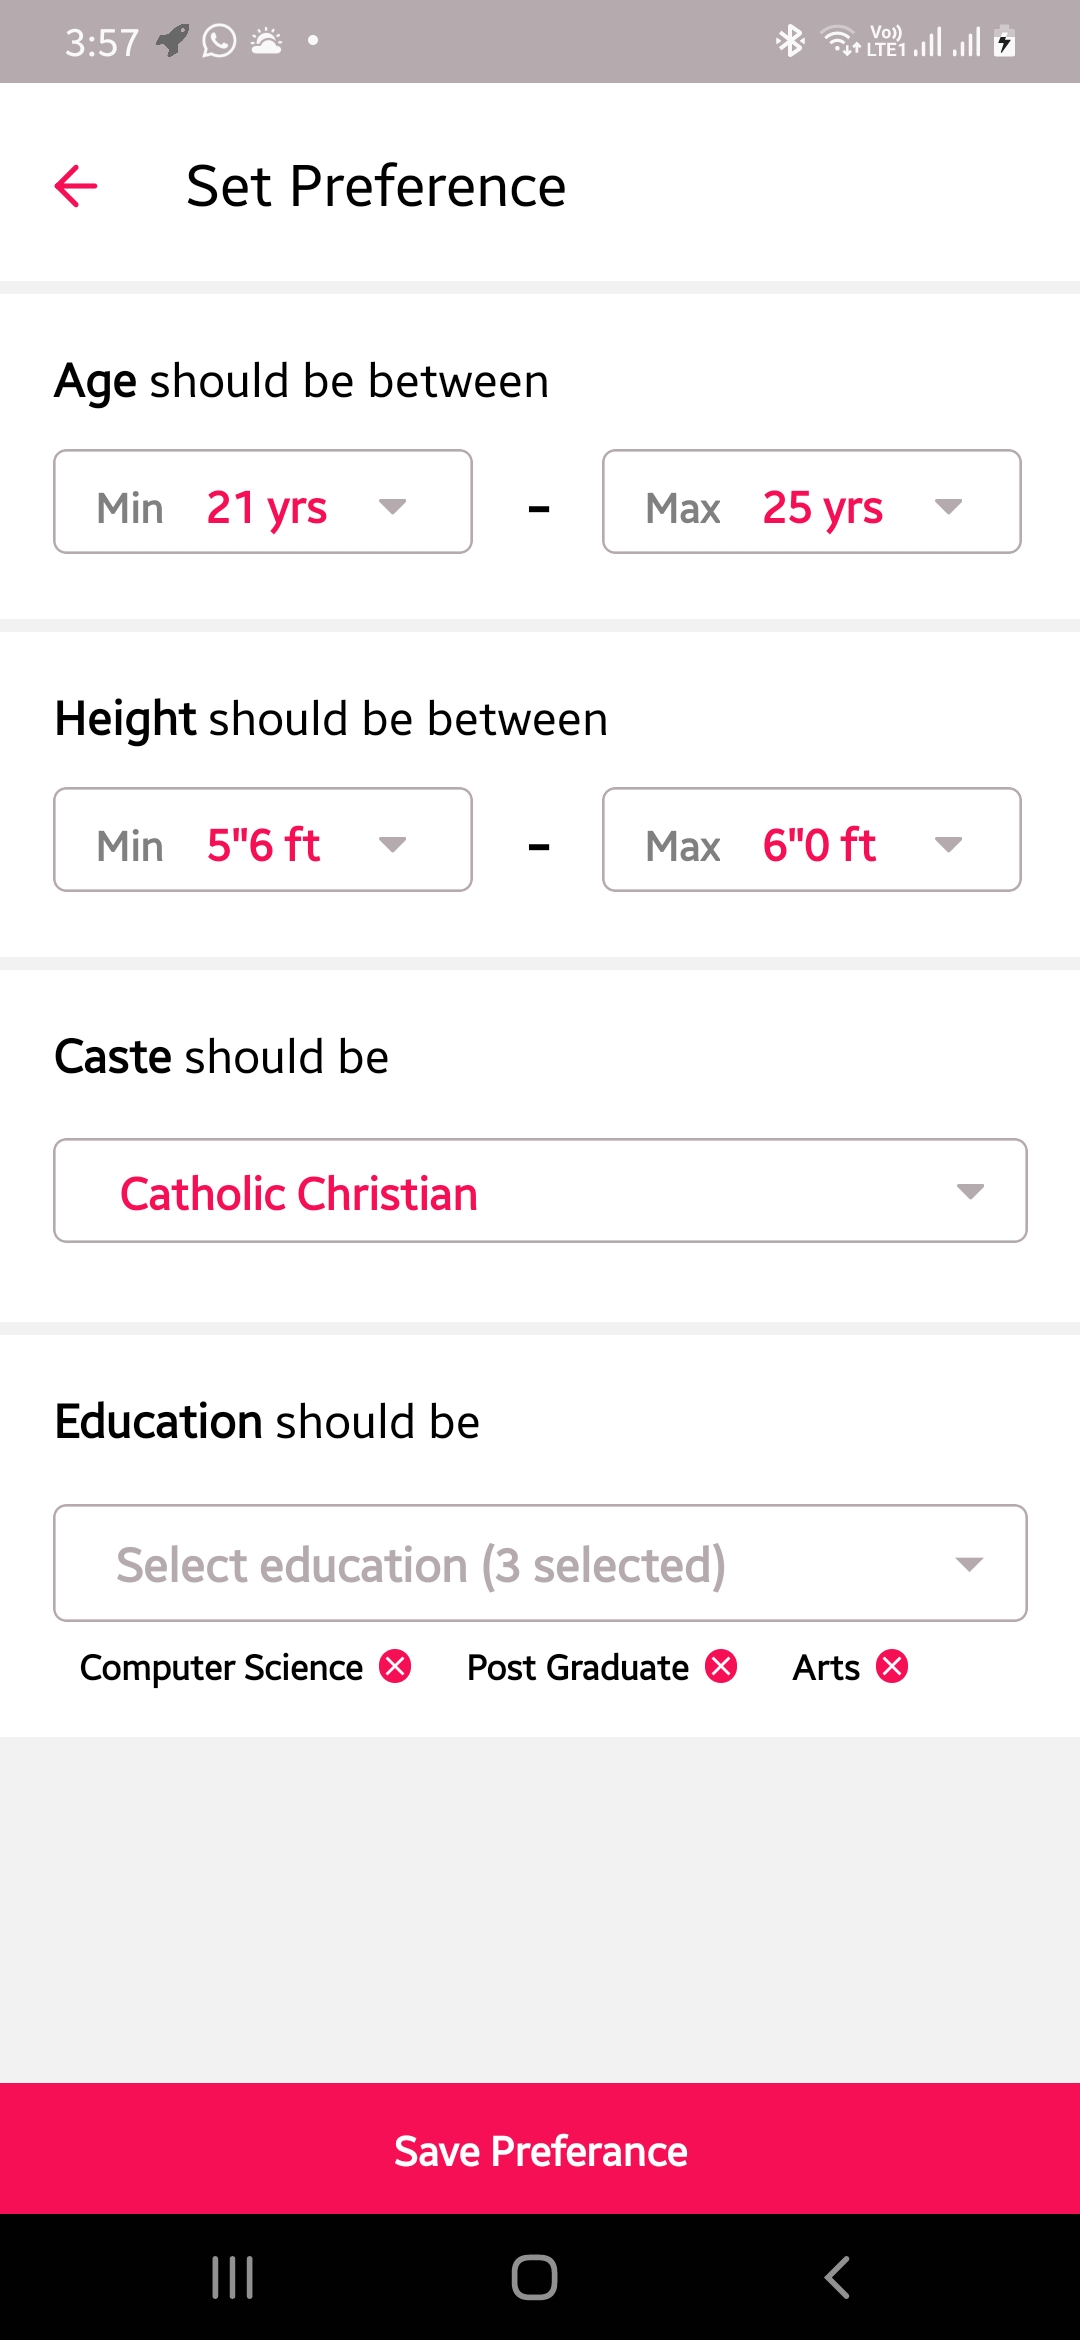 3:57 Vo)) LTE1
Set Preference
Age should be between
Min 21 yrs - Max 25 yrs
Height should be between
Min 5"6 ft - Max 6"0 ft
Caste should be
Catholic Christian
Education should be
Select education (3 selected)
Computer Science Post Graduate Arts
Save Preferance